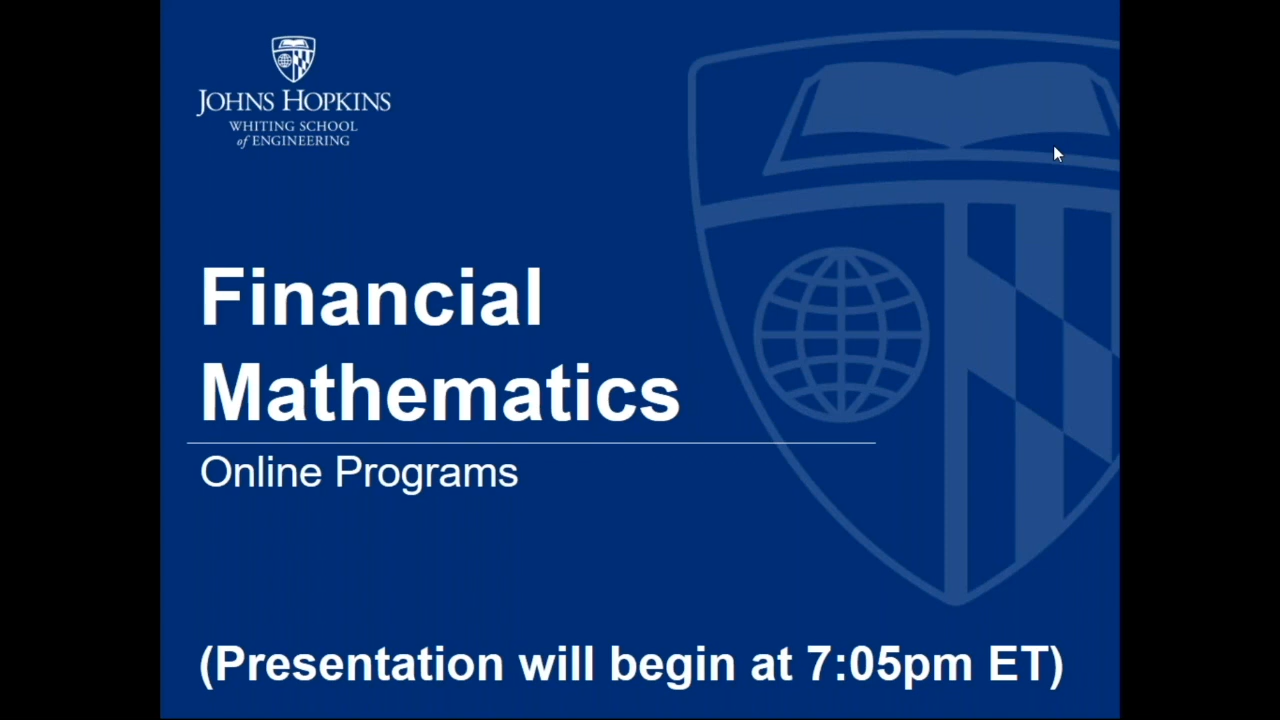 JOHNS HOPKINS
WHITING SCHOOL
of ENGINEERING
Financial
Mathematics
Online Programs
(Presentation will begin at 7:05pm ET)